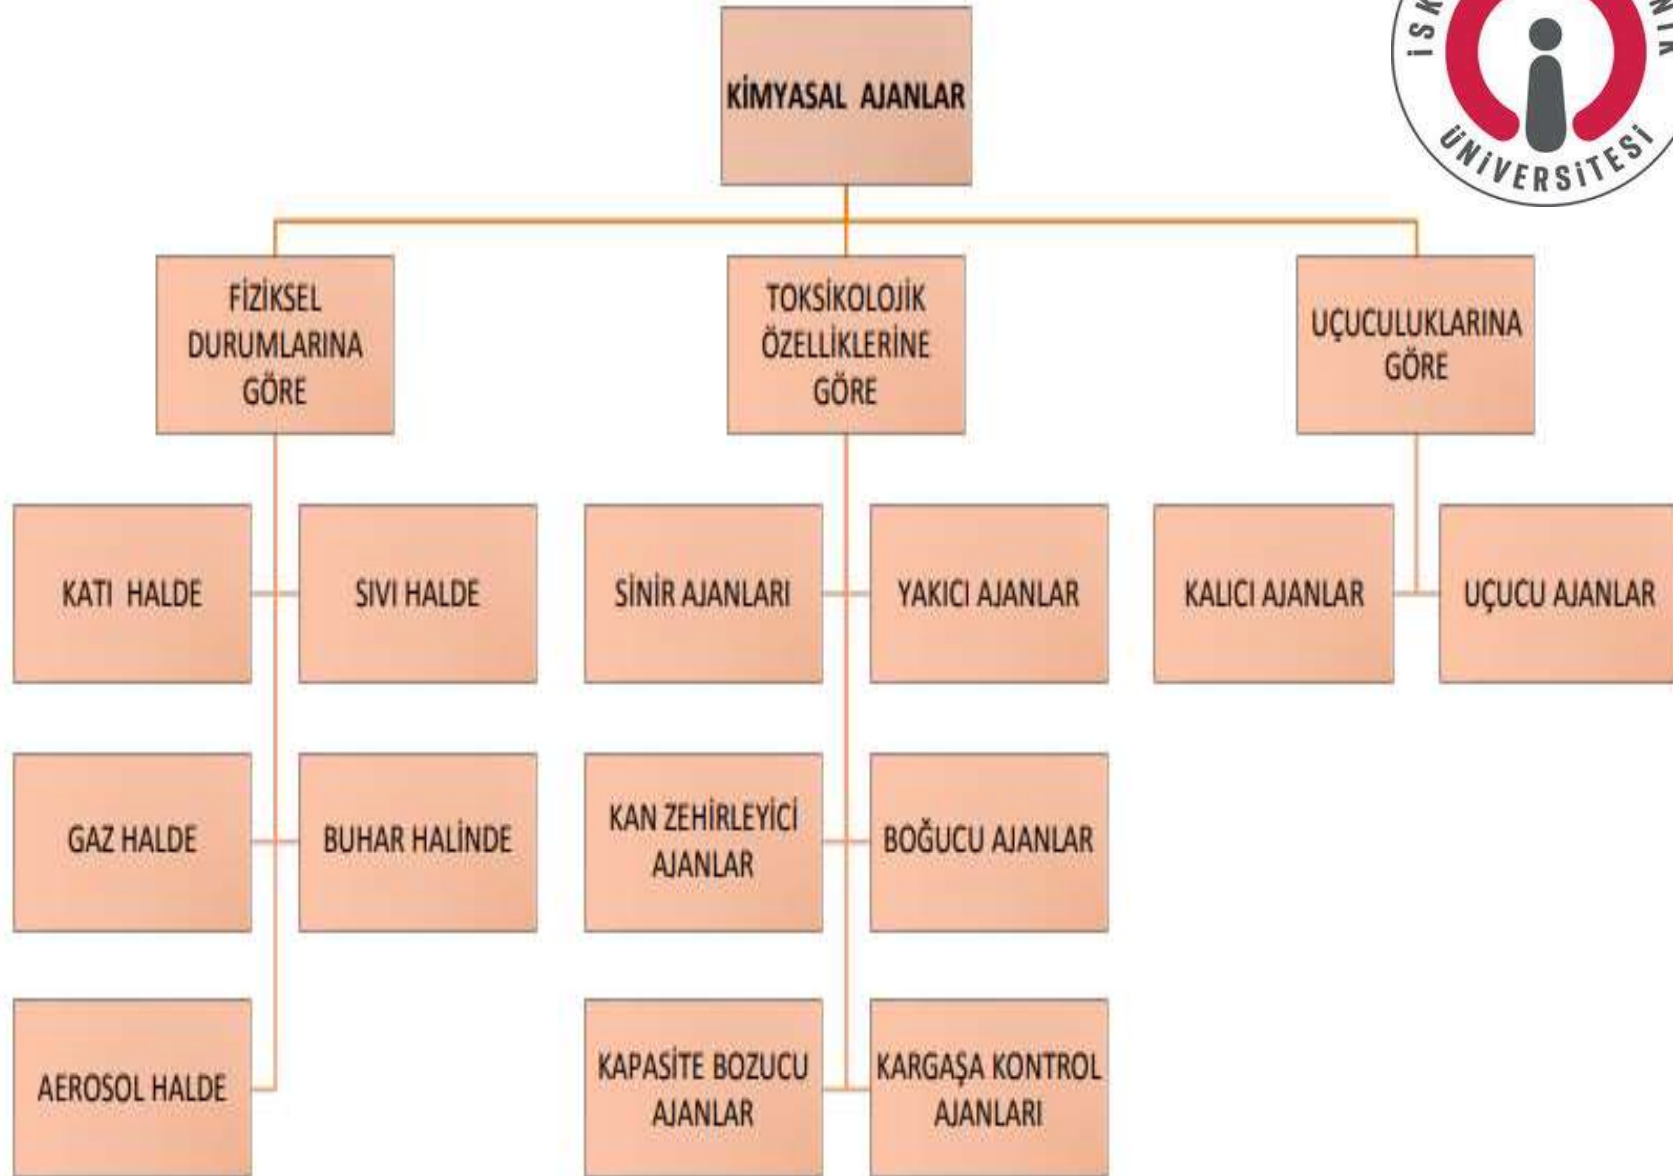 KİMYASAL AJANLAR
ÜNİVERSİTESİ
FİZİKSEL
DURUMLARINA
GÖRE
TOKSİKOLOJİK
ÖZELLİKLERİNE
GÖRE
UÇUCULUKLARINA
GÖRE
KATI HALDE
SIVI HALDE
SİNİR AJANLARI
YAKICI AJANLAR
KALICI AJANLAR
UÇUCU AJANLAR
GAZ HALDE
BUHAR HALİNDE
KAN ZEHİRLEYİCİ
AJANLAR
BOĞUCU AJANLAR
AEROSOL HALDE
KAPASİTE BOZUCU
AJANLAR
KARGAŞA KONTROL
AJANLARI